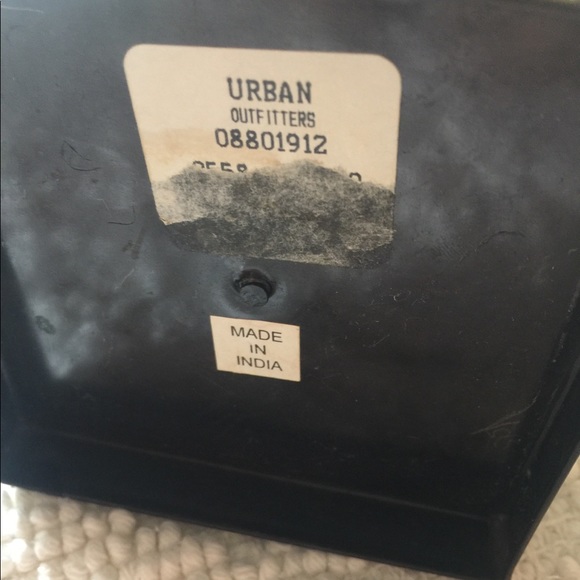 URBAN
OUTFITTERS
08801912
MADE
IN
INDIA